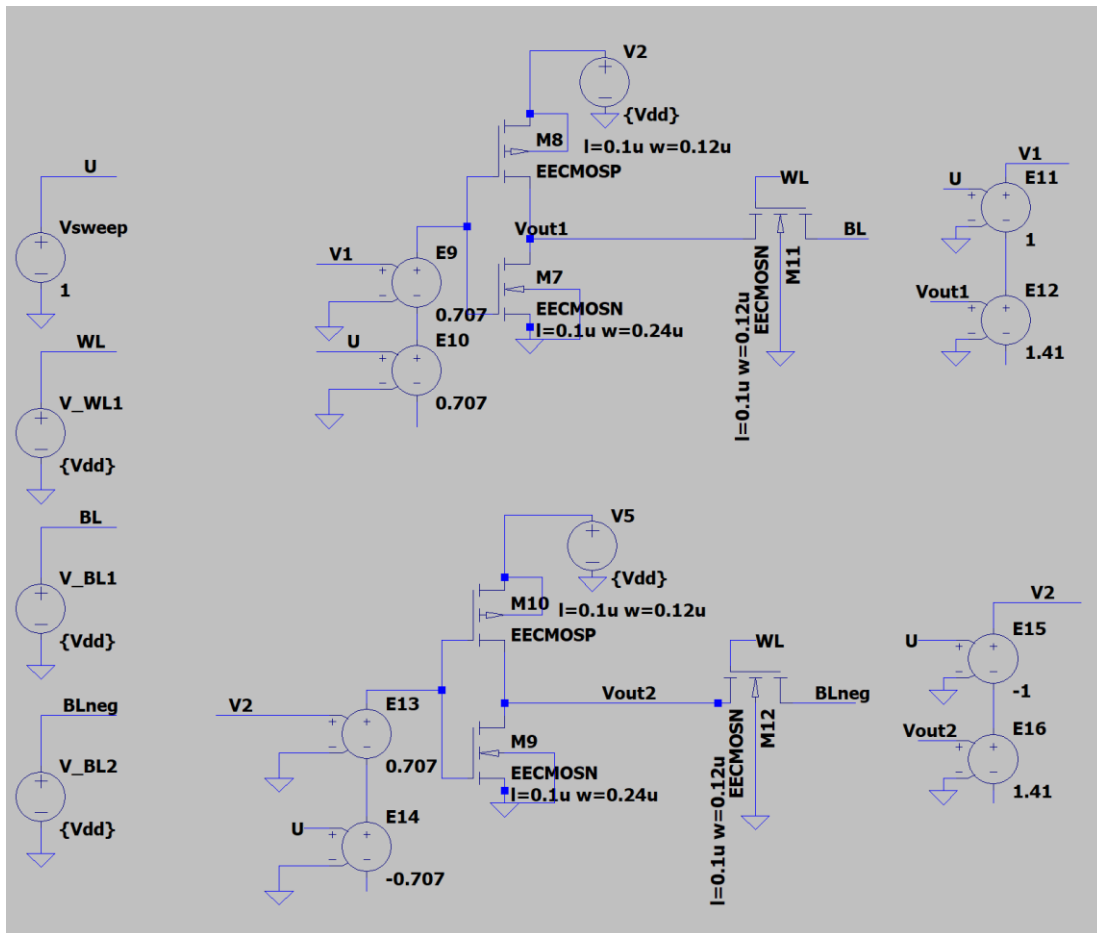 V2
{Vdd}
M8
l=0.1u w=0.12u
EECMOSP
U
Vsweep
1
Vout1
WL
BL
M11
EECMOSN
l=0.1u w=0.12u
V1
U
E11
1
V1
E9
0.707
M7
EECMOSN
l=0.1u w=0.24u
U
E10
0.707
Vout1
E12
1.41
WL
V_WL1
{Vdd}
BL
V_BL1
{Vdd}
BLneg
V_BL2
{Vdd}
V5
{Vdd}
M10
l=0.1u w=0.12u
EECMOSP
V2
E13
0.707
M9
EECMOSN
l=0.1u w=0.24u
U
E14
-0.707
Vout2
WL
BLneg
M12
EECMOSN
l=0.1u w=0.12u
V2
U
E15
-1
Vout2
E16
1.41